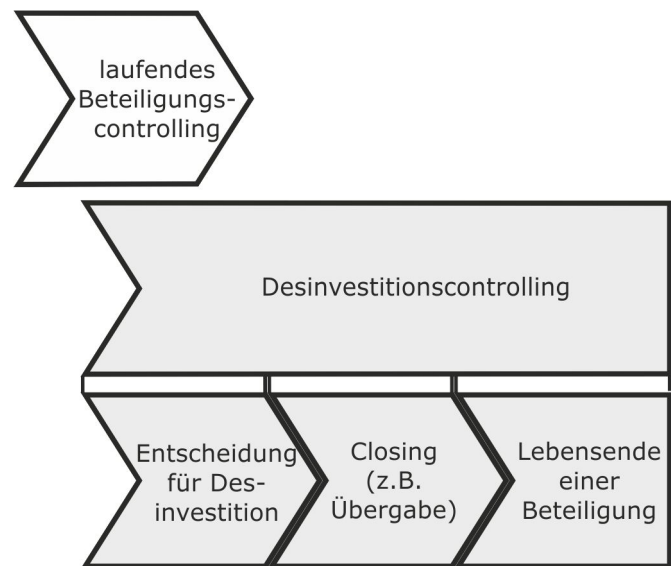 laufendes
Beteiligungs-
controlling
Desinvestitionscontrolling
Entscheidung
für Des-
investition
Closing
(z.B.
Übergabe)
Lebensende
einer
Beteiligung